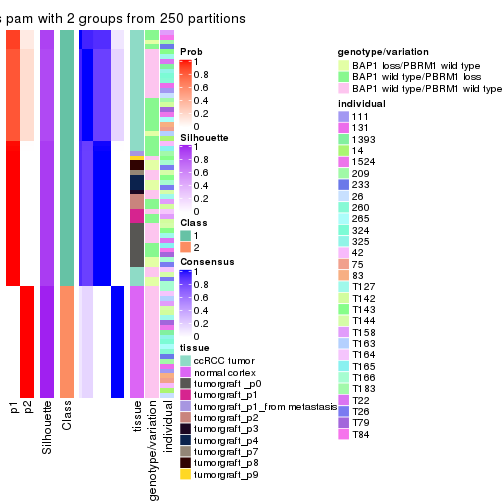 s pam with 2 groups from 250 partitions
Prob
1
0.8
0.6
0.4
0.2
0
Silhouette
1
0.8
0.6
0.4
0.2
0
Class
1
2
Consensus
1
0.8
0.6
0.4
0.2
0
tissue
ccRCC tumor
normal cortex
tumorgraft_p0
tumorgraft_p1
tumorgraft_p1_from metastasis
tumorgraft_p2
tumorgraft_p3
tumorgraft_p4
tumorgraft_p7
tumorgraft_p8
tumorgraft_p9
genotype/variation
BAP1 loss/PBRM1 wild type
BAP1 wild type/PBRM1 loss
BAP1 wild type/PBRM1 wild type
individual
111
131
1393
14
1524
209
233
26
260
265
324
325
42
75
83
T127
T142
T143
T144
T158
T163
T164
T165
T166
T183
T22
T26
T79
T84
p1
p2
Silhouette
Class
tissue
genotype/variation
individual